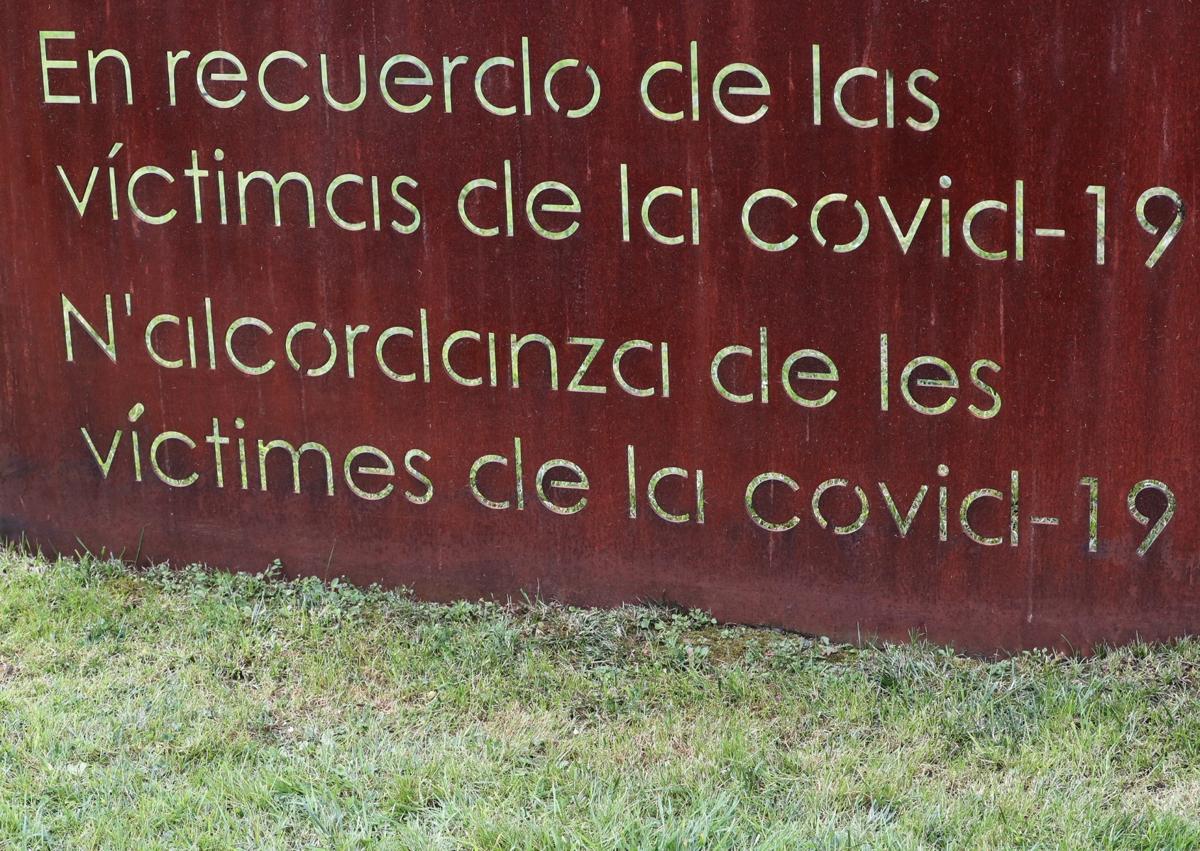 En recuerdo de las
víctimas de la covid-19
N'alcordanza de les
víctimes de la covid-19